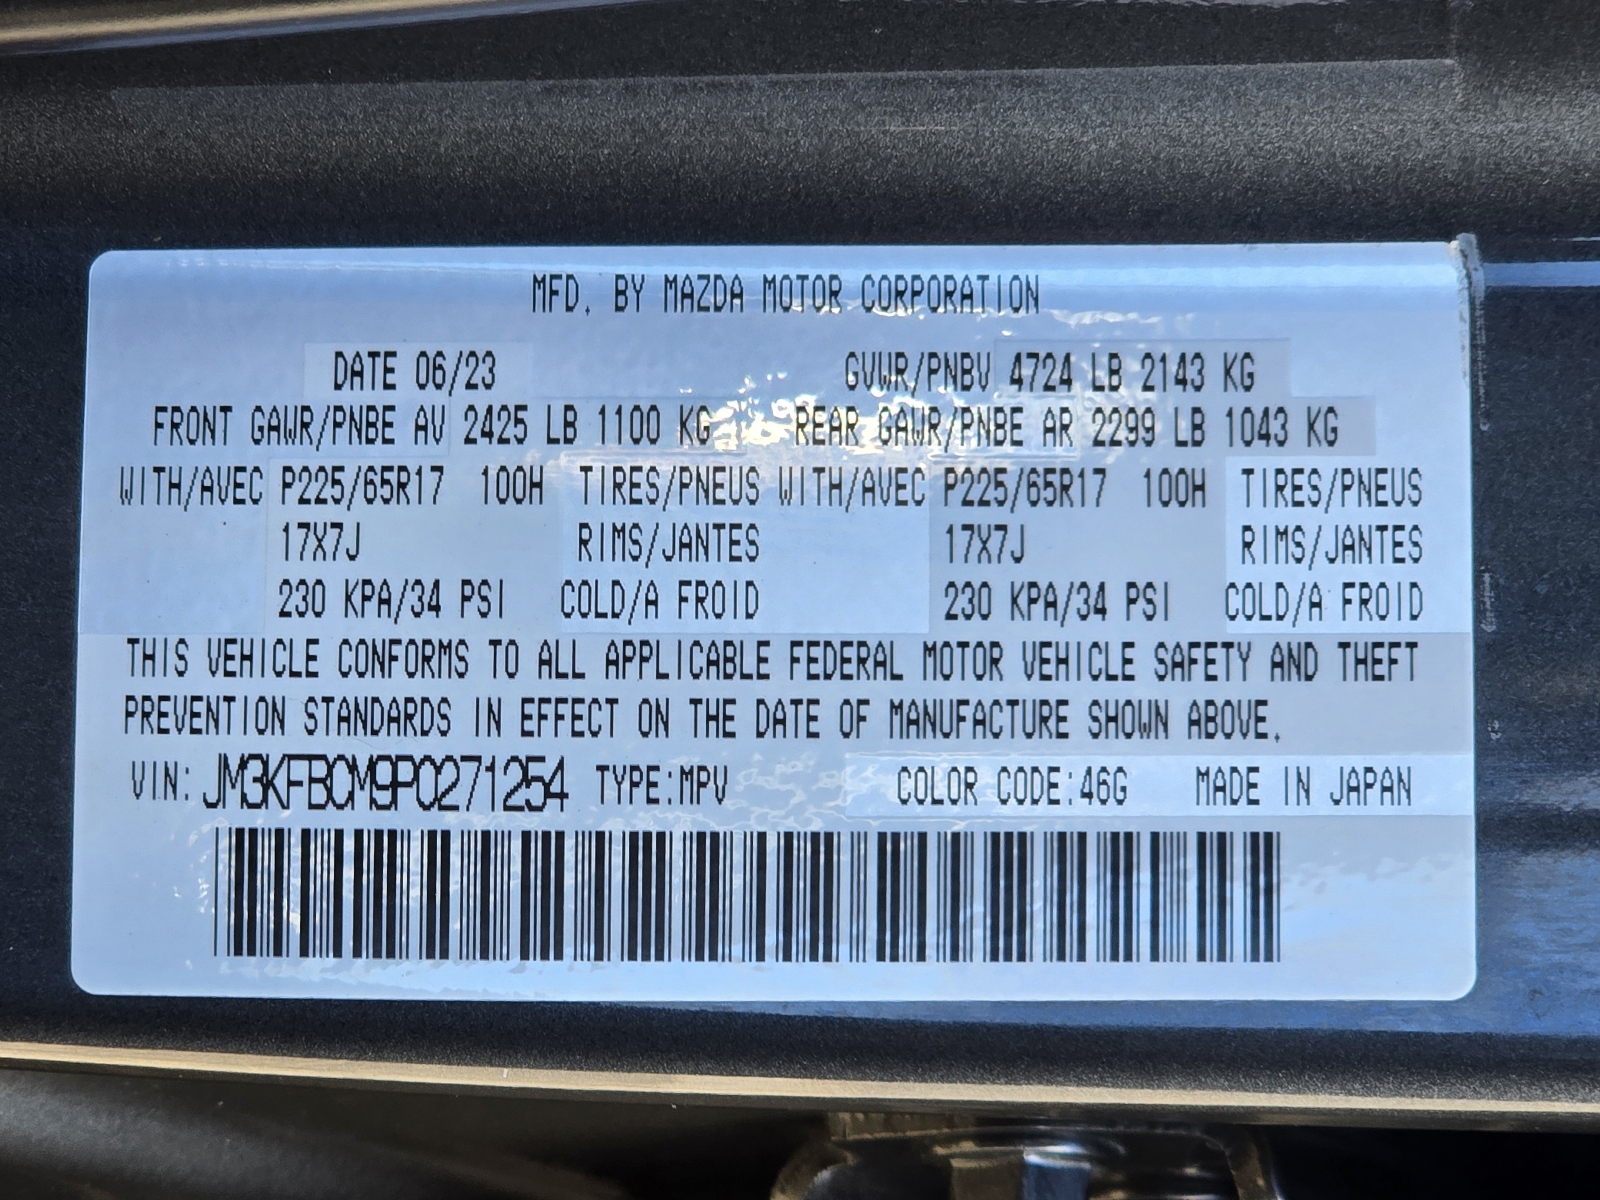 MFD. BY MAZDA MOTOR CORPORATION
DATE 06/23 GVWR/PNBV 4724 LB 2143 KG
FRONT GAWR/PNBE AV 2425 LB 1100 KG REAR GAWR/PNBE AR 2299 LB 1043 KG
WITH/AVEC P225/65R17 100H TIRES/PNEUS WITH/AVEC P225/65R17 100H TIRES/PNEUS
17X7J RIMS/JANTES 17X7J RIMS/JANTES
230 KPA/34 PSI COLD/A FROID 230 KPA/34 PSI COLD/A FROID
THIS VEHICLE CONFORMS TO ALL APPLICABLE FEDERAL MOTOR VEHICLE SAFETY AND THEFT
PREVENTION STANDARDS IN EFFECT ON THE DATE OF MANUFACTURE SHOWN ABOVE.
VIN: JM3KFBCM9P0271254 TYPE:MPV COLOR CODE:46G MADE IN JAPAN